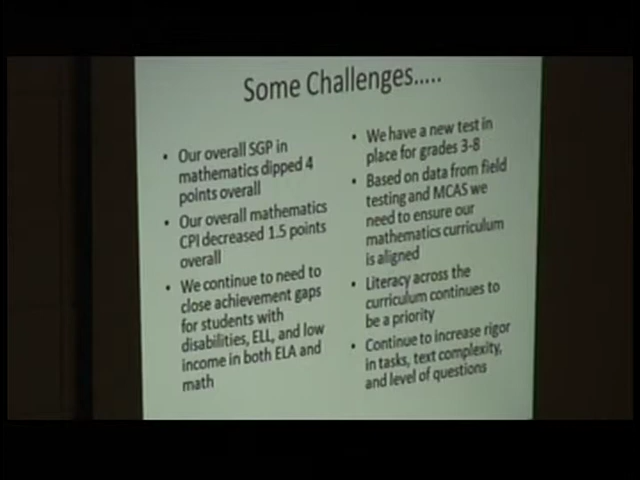 Some Challenges.....
• Our overall SGP in
mathematics dipped 4
points overall
• Our overall mathematics
CPI decreased 1.5 points
overall
• We continue to need to
close achievement gaps
for students with
disabilities, ELL, and low
income in both ELA and
math
• We have a new test in
place for grades 3-8
• Based on data from field
testing and MCAS we
need to ensure our
mathematics curriculum
is aligned
• Literacy across the
curriculum continues to
be a priority
• Continue to increase rigor
in tasks, text complexity,
and level of questions